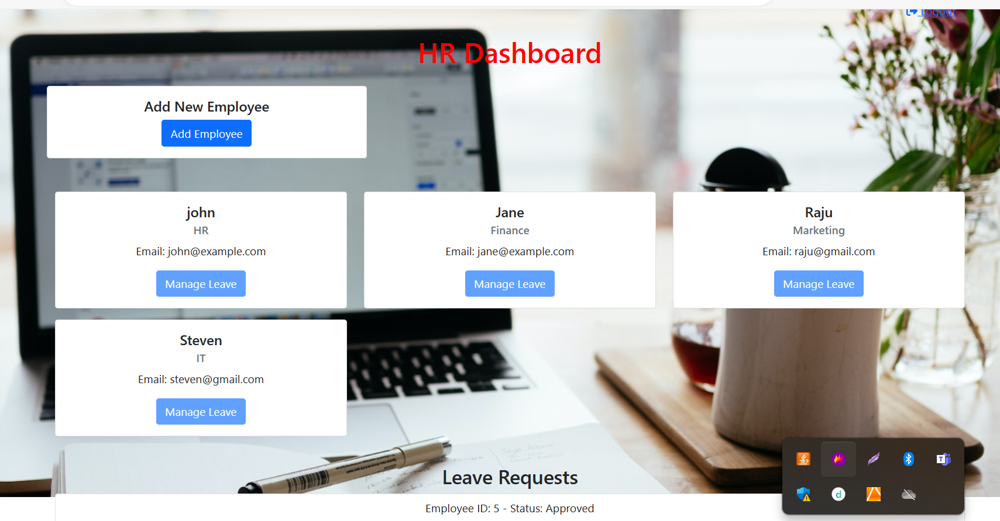 Logout
HR Dashboard
Add New Employee
Add Employee
john
HR
Email: john@example.com
Manage Leave
Jane
Finance
Email: jane@example.com
Manage Leave
Raju
Marketing
Email: raju@gmail.com
Manage Leave
Steven
IT
Email: steven@gmail.com
Manage Leave
Leave Requests
Employee ID: 5 - Status: Approved